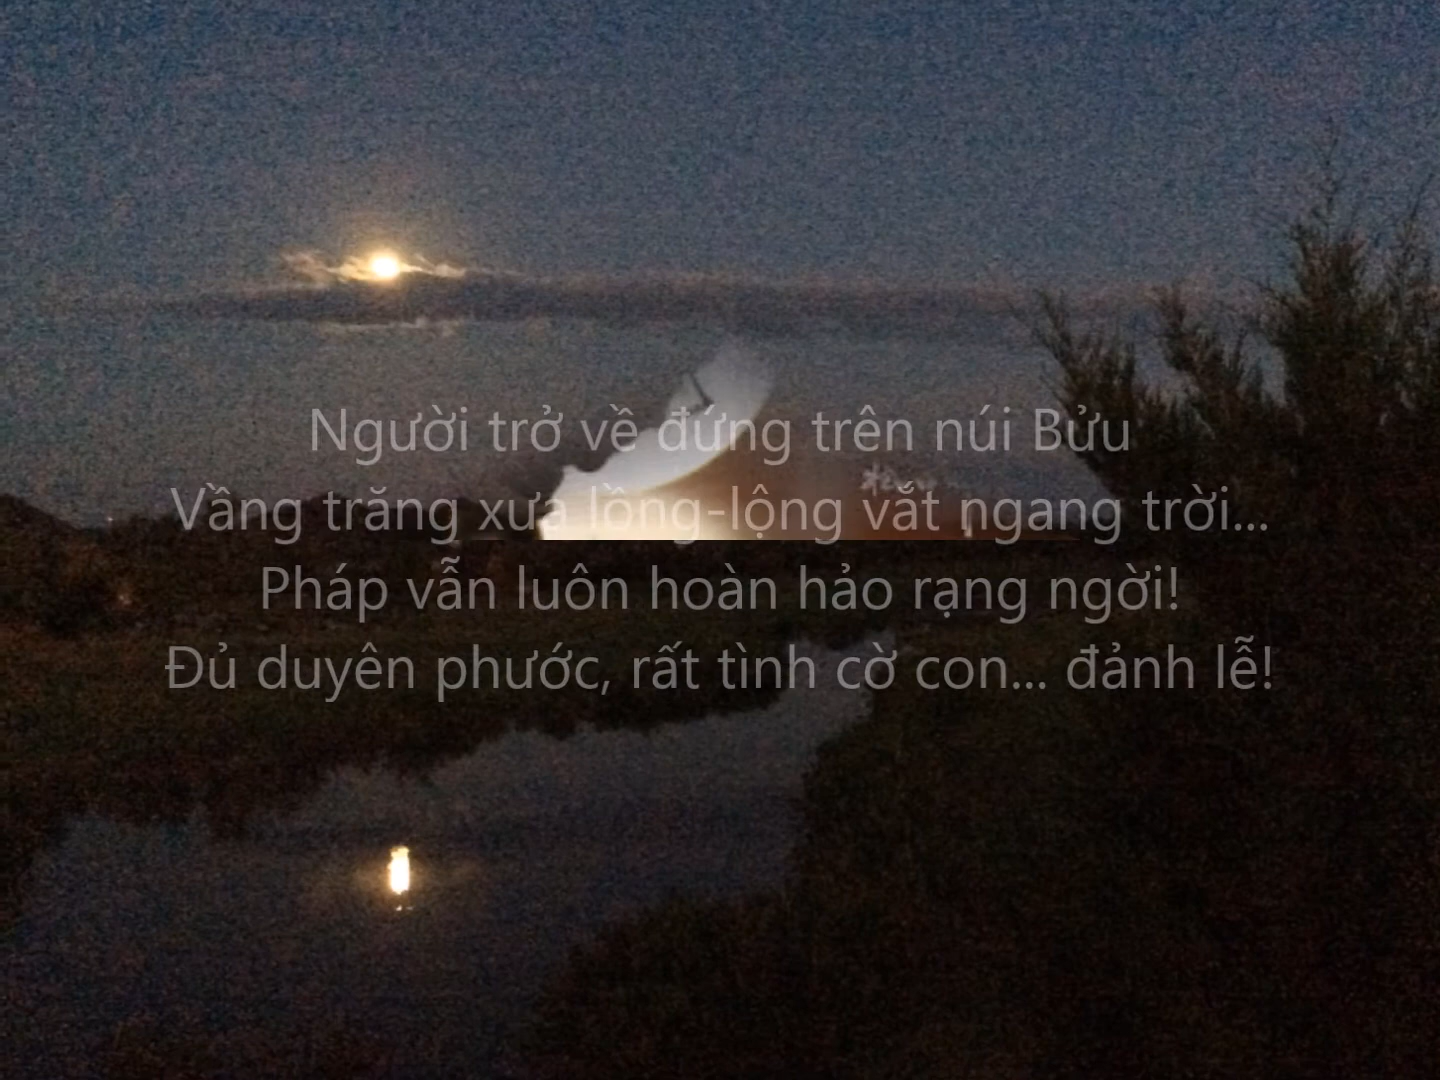 Người trở về đứng trên núi Bửu
Vầng trăng xưa lồng-lộng vắt ngang trời...
Pháp vẫn luôn hoàn hảo rạng ngời!
Đủ duyên phước, rất tình cờ con... đảnh lễ!